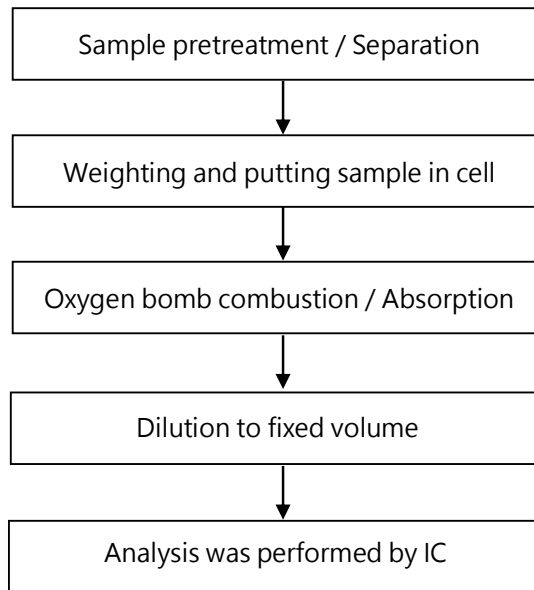 Sample pretreatment / Separation
Weighting and putting sample in cell
Oxygen bomb combustion / Absorption
Dilution to fixed volume
Analysis was performed by IC